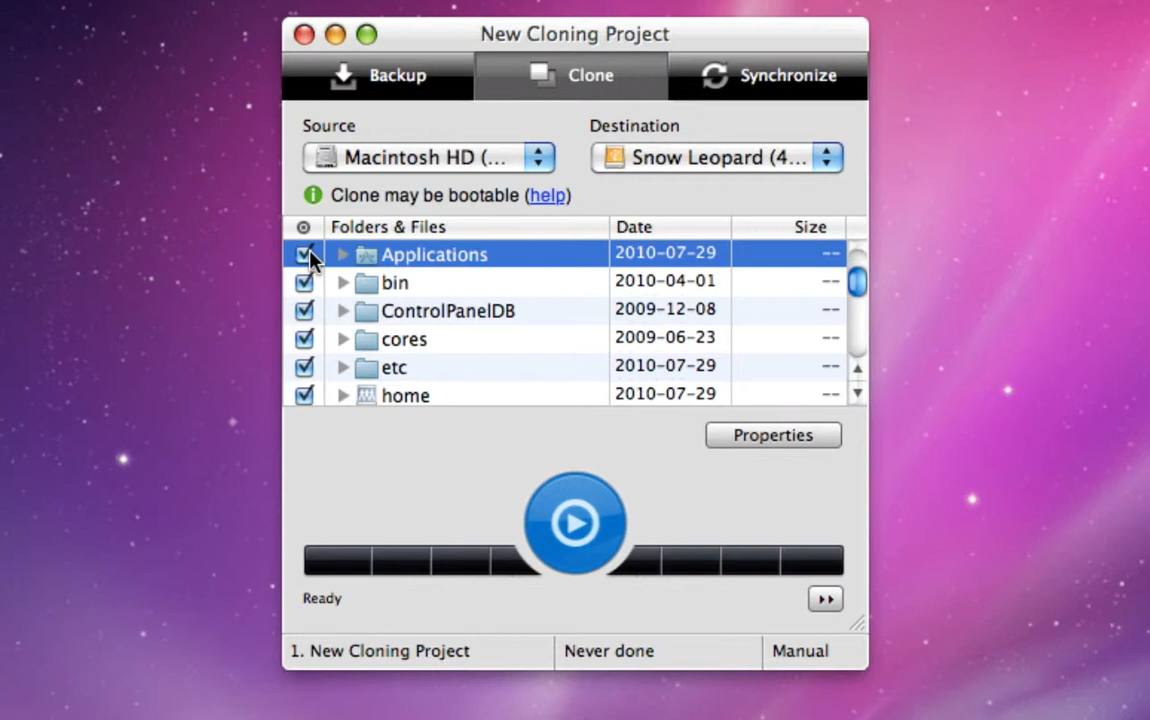 New Cloning Project
Backup Clone Synchronize
Source Destination
Macintosh HD (... Snow Leopard (4...
Clone may be bootable (help)
Folders & Files Date Size
Applications 2010-07-29 --
bin 2010-04-01 --
ControlPanelDB 2009-12-08 --
cores 2009-06-23 --
etc 2010-07-29 --
home 2010-07-29 --
Properties
Ready
1. New Cloning Project Never done Manual